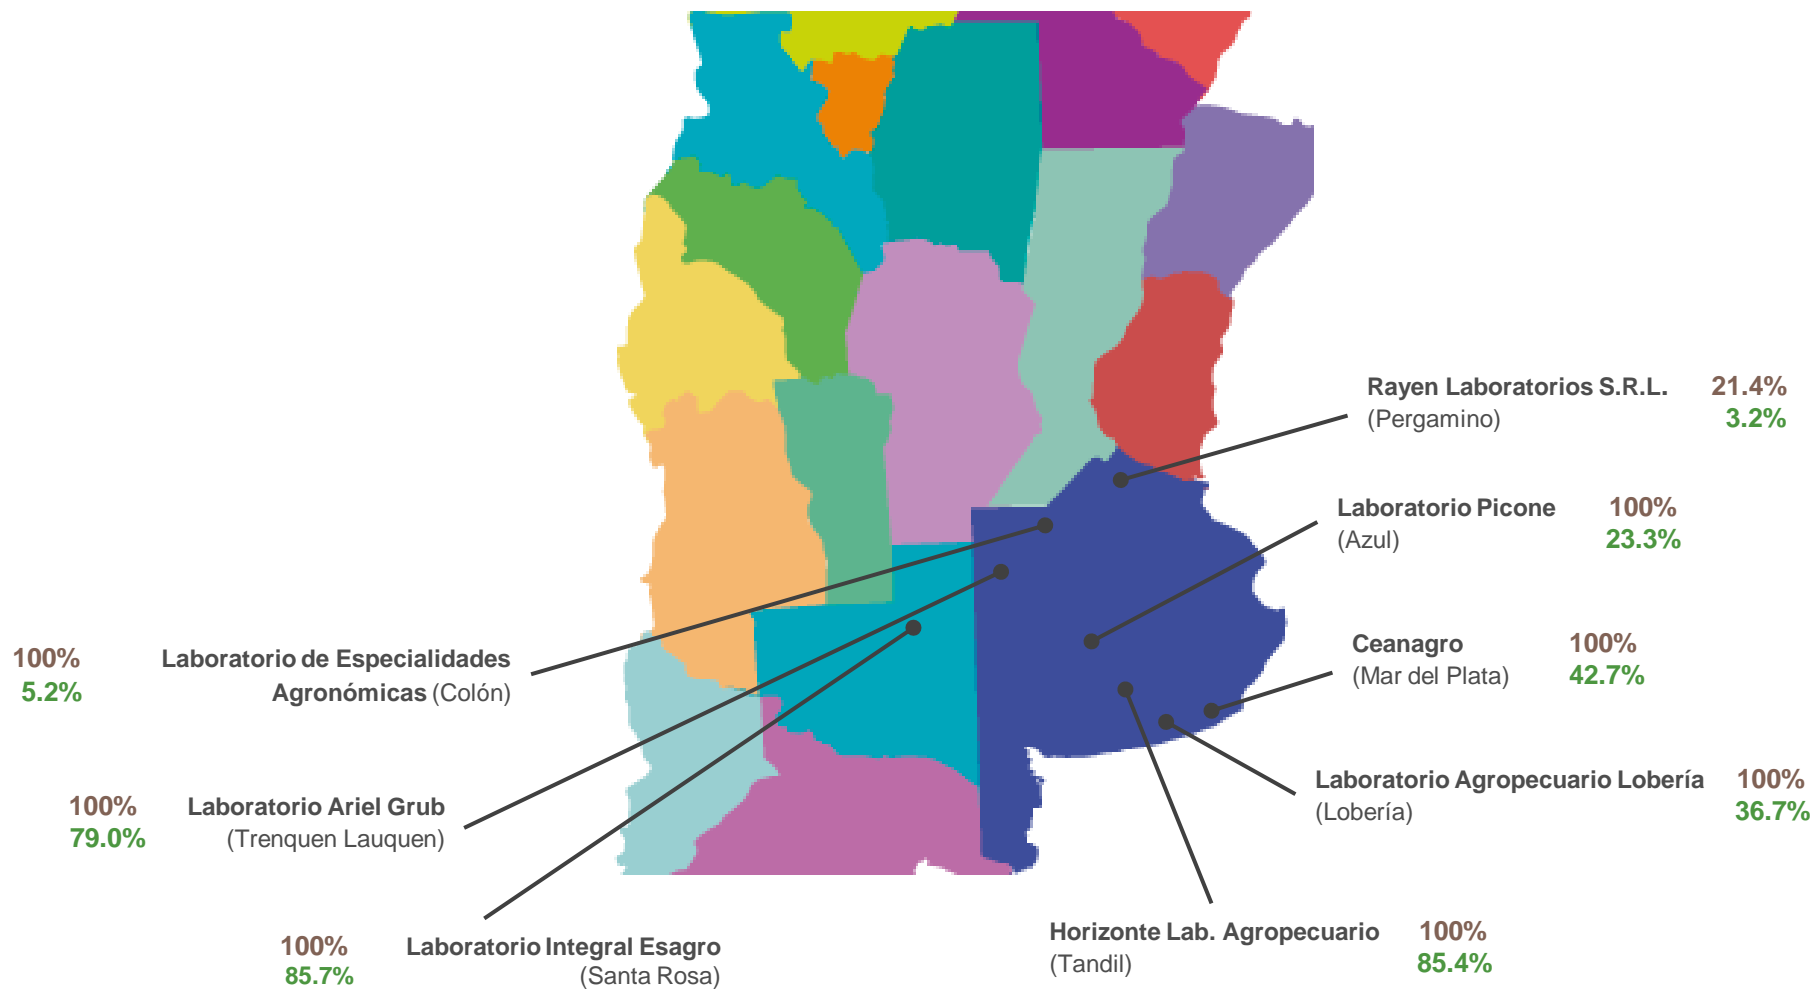 Rayen Laboratorios S.R.L. 21.4%
(Pergamino) 3.2%
Laboratorio Picone 100%
(Azul) 23.3%
Ceanagro 100%
(Mar del Plata) 42.7%
100% Laboratorio de Especialidades
5.2% Agronómicas (Colón)
Laboratorio Agropecuario Lobería 100%
(Lobería) 36.7%
100% Laboratorio Ariel Grub
79.0% (Trenquen Lauquen)
Horizonte Lab. Agropecuario 100%
(Tandil) 85.4%
100% Laboratorio Integral Esagro
85.7% (Santa Rosa)